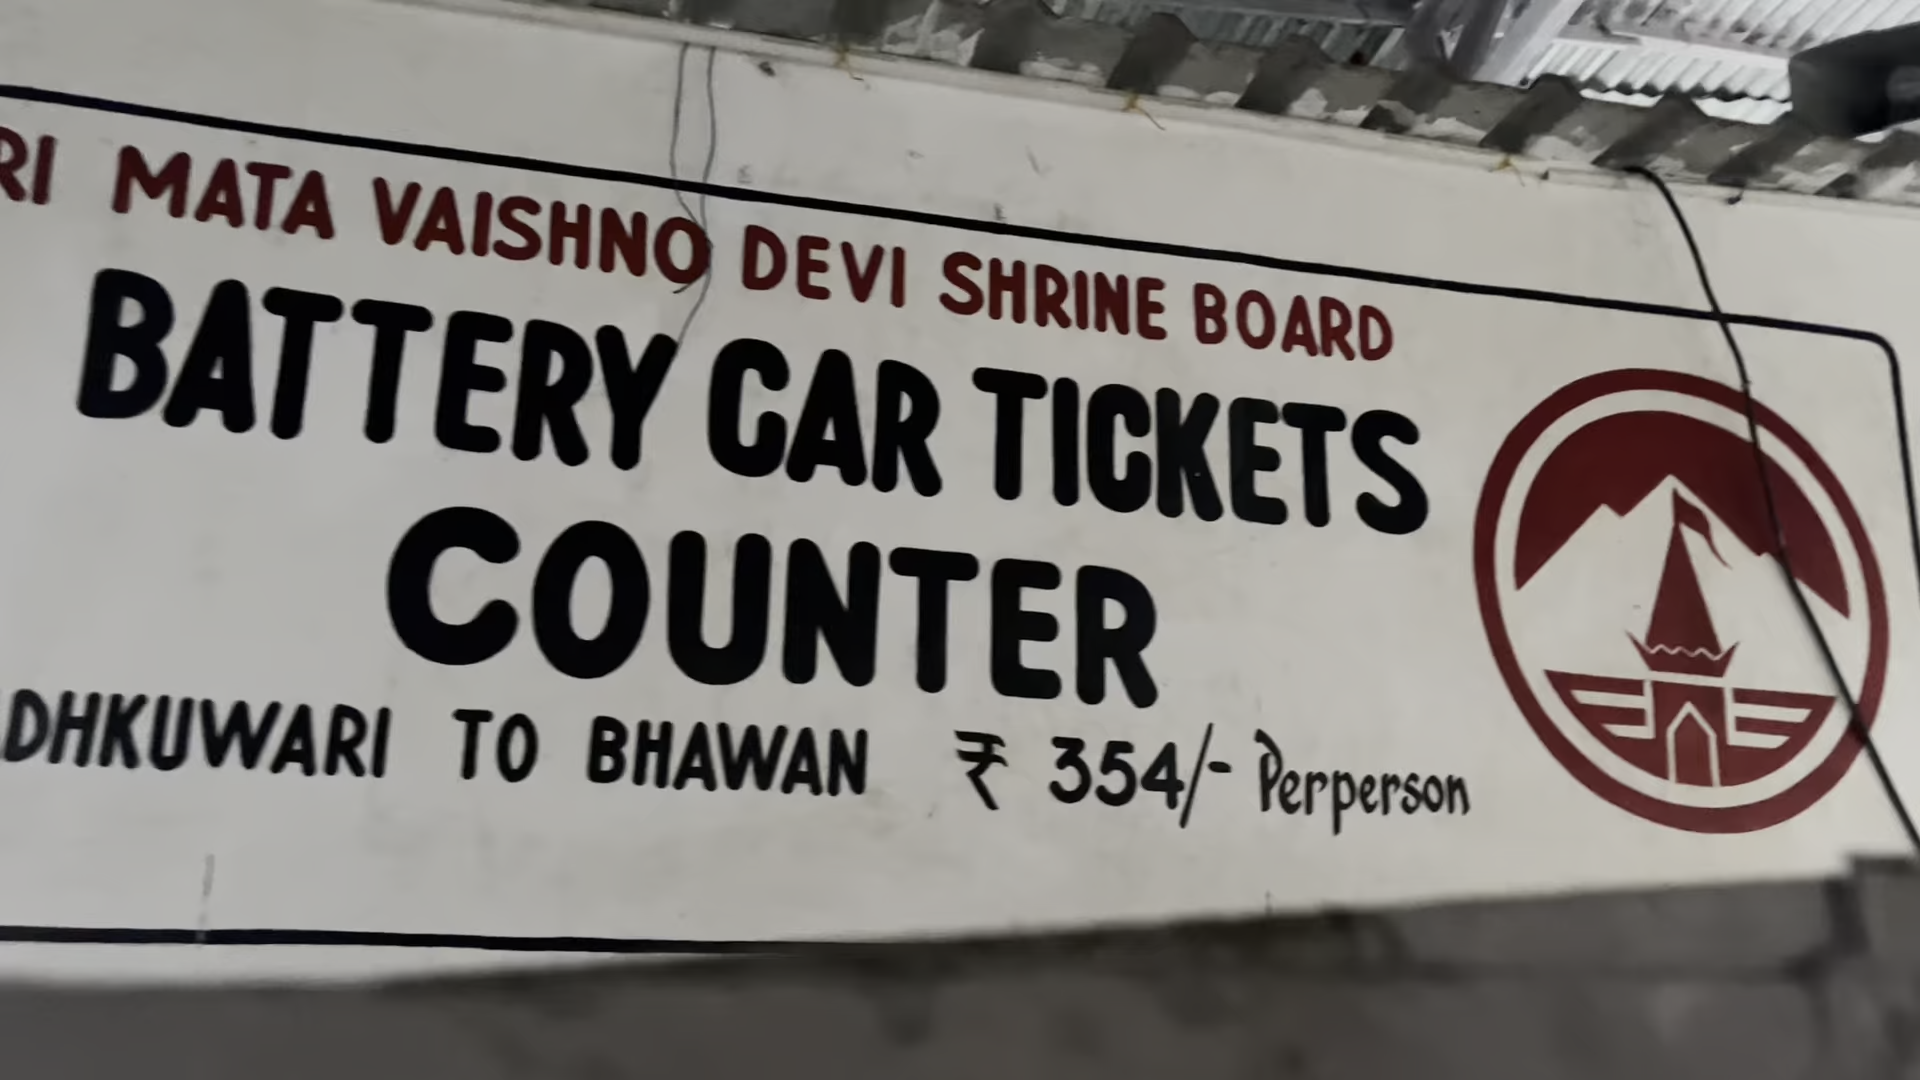 RI MATA VAISHNO DEVI SHRINE BOARD
BATTERY CAR TICKETS
COUNTER
DHKUWARI TO BHAWAN ₹ 354/- Perperson